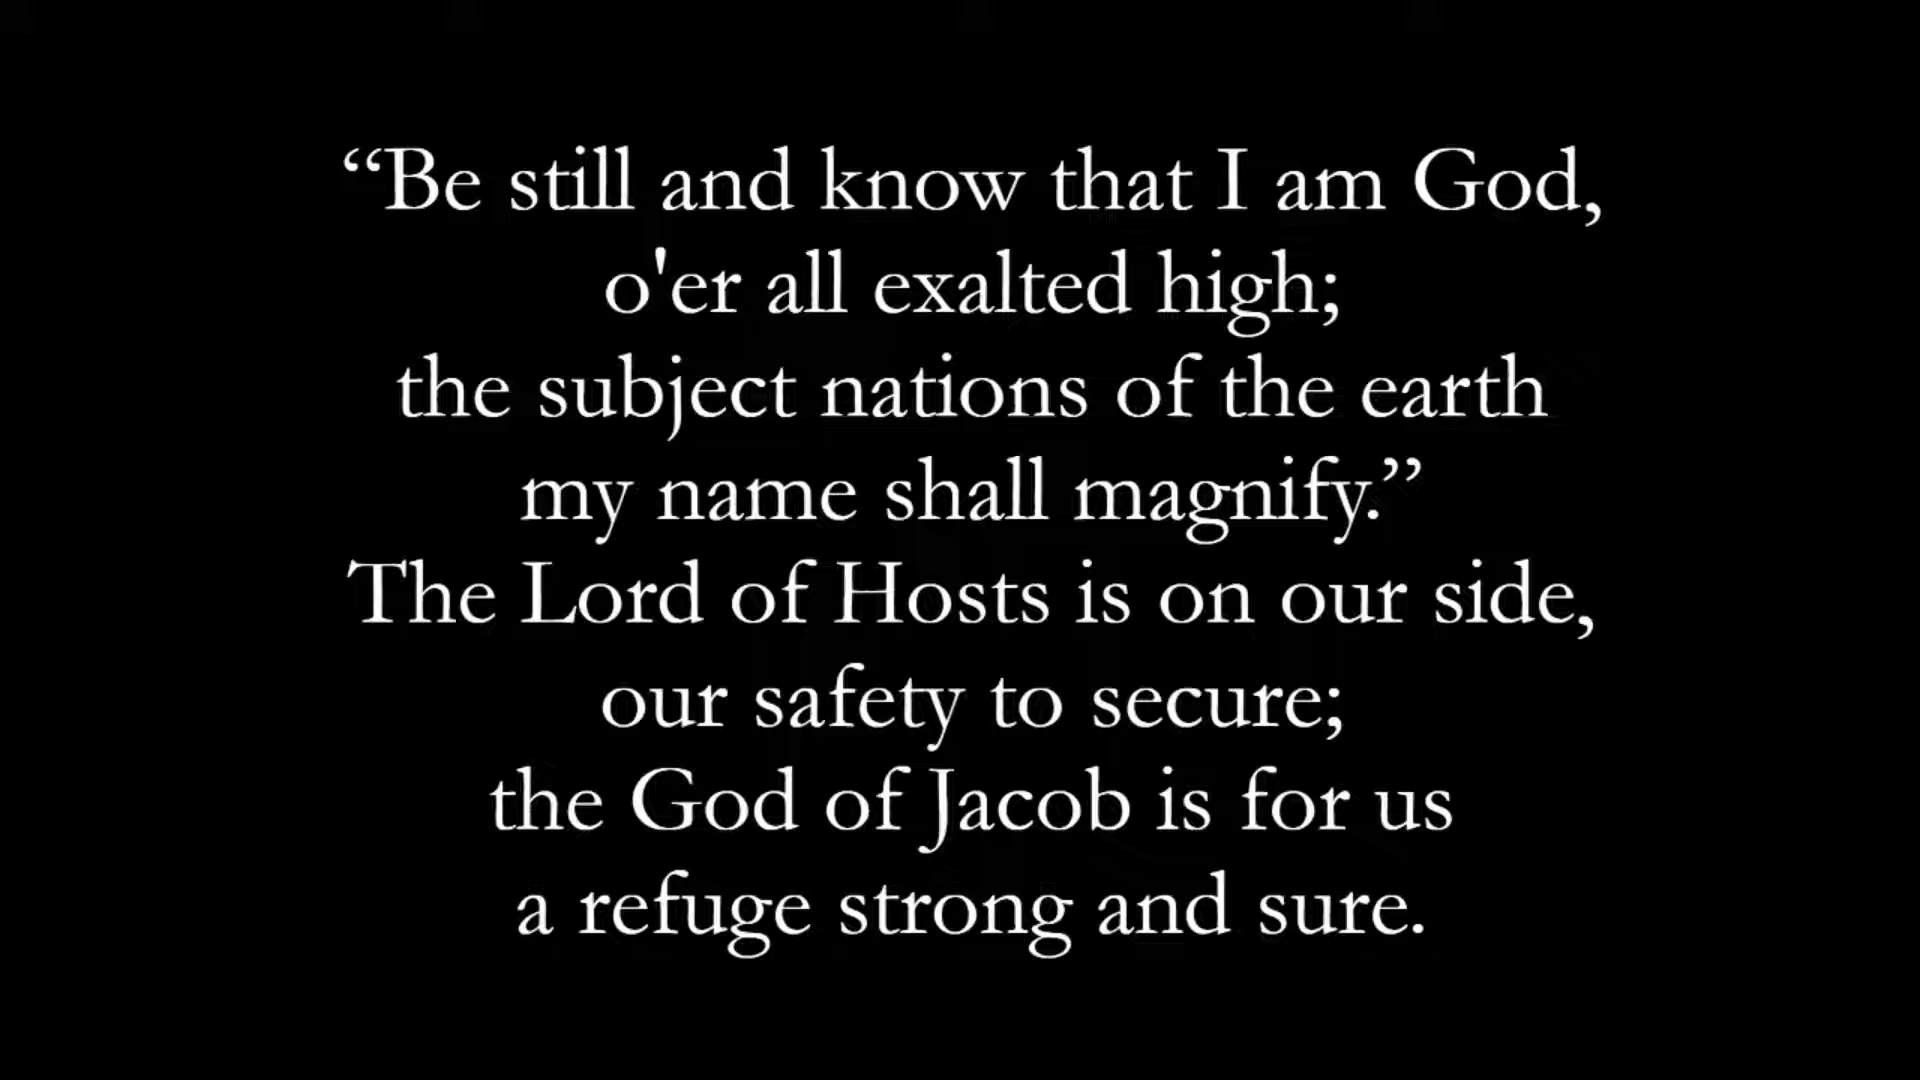 “Be still and know that I am God,
o'er all exalted high;
the subject nations of the earth
my name shall magnify.”
The Lord of Hosts is on our side,
our safety to secure;
the God of Jacob is for us
a refuge strong and sure.